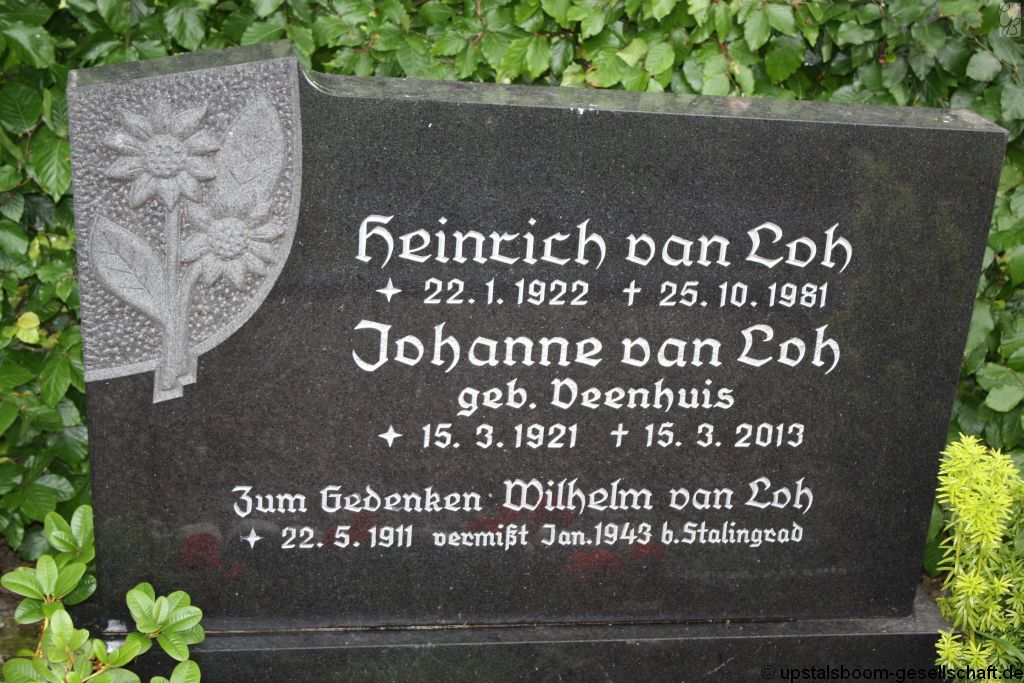 Heinrich van Loh
✦ 22. 1. 1922 † 25. 10. 1981
Johanne van Loh
geb. Veenhuis
✦ 15. 3. 1921 † 15. 3. 2013
Zum Gedenken Wilhelm van Loh
✦ 22. 5. 1911 vermißt Jan. 1943 b. Stalingrad
© upstalsboom-gesellschaft.de